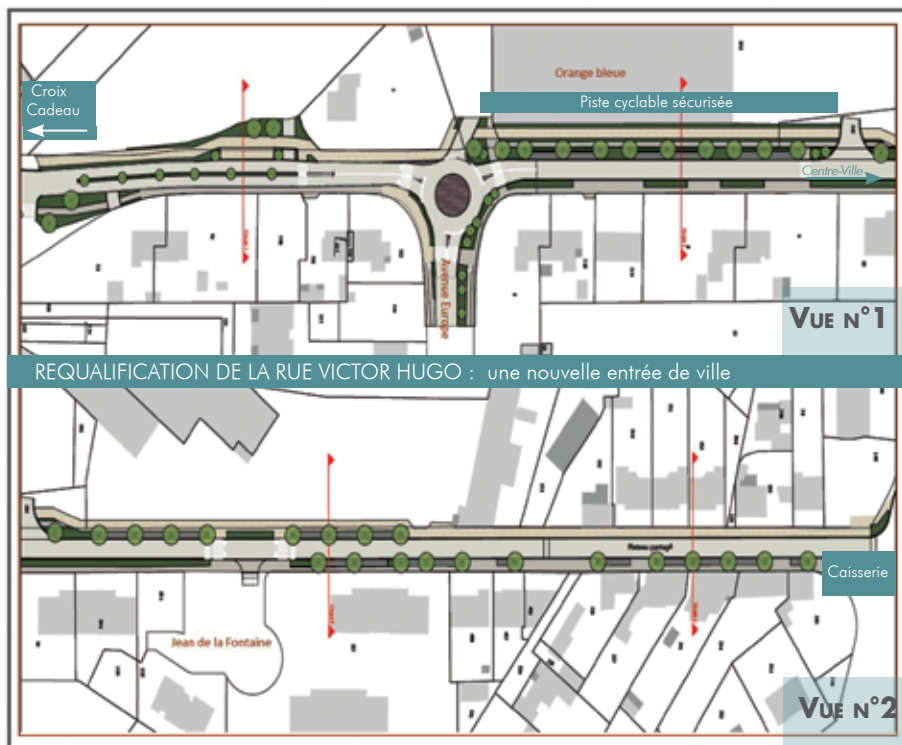 Croix
Cadeau
Orange bleue
Piste cyclable sécurisée
Centre-Ville
Avenue Europe
VUE N°1
REQUALIFICATION DE LA RUE VICTOR HUGO : une nouvelle entrée de ville
Plateau partagé
Caisserie
Jean de la Fontaine
VUE N°2